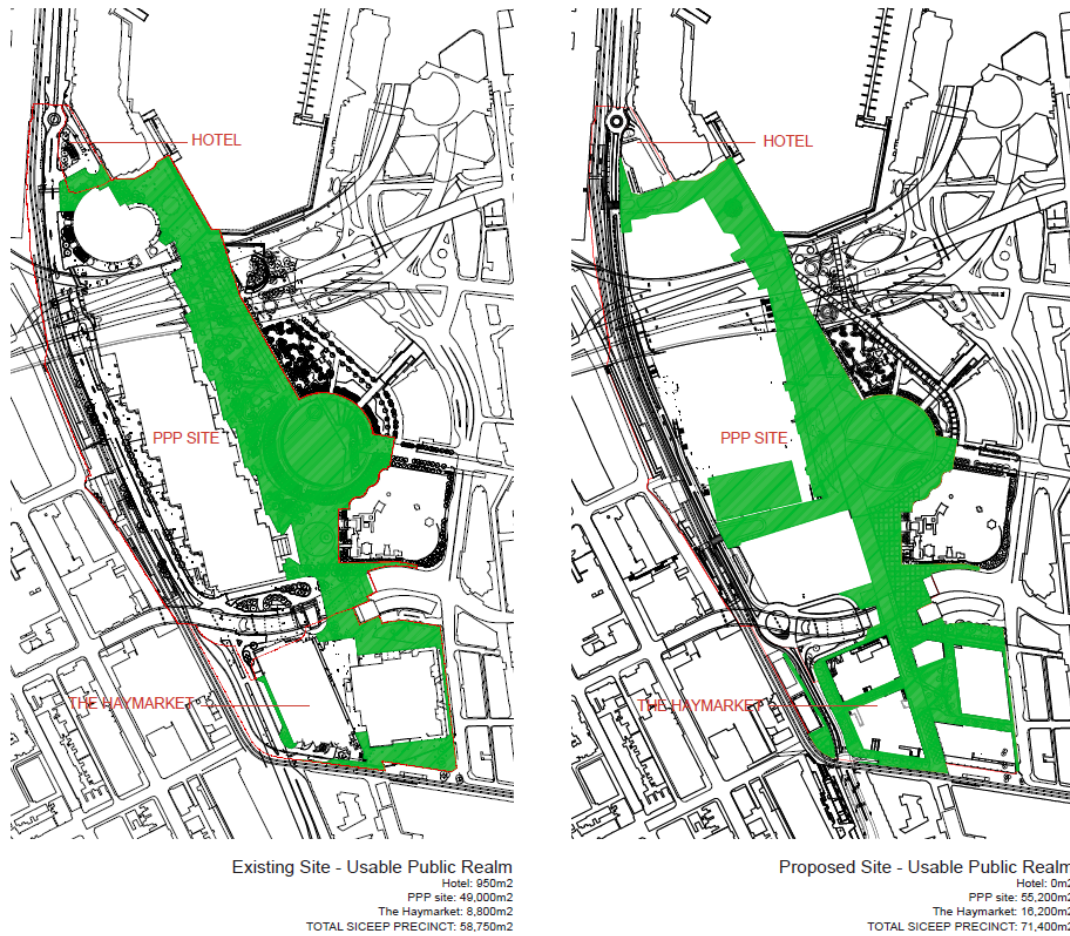 HOTEL
PPP SITE
THE HAYMARKET
Existing Site - Usable Public Realm
Hotel: 950m2
PPP site: 49,000m2
The Haymarket: 8,800m2
TOTAL SICEEP PRECINCT: 58,750m2
HOTEL
PPP SITE
THE HAYMARKET
Proposed Site - Usable Public Realm
Hotel: 0m2
PPP site: 55,200m2
The Haymarket: 16,200m2
TOTAL SICEEP PRECINCT: 71,400m2